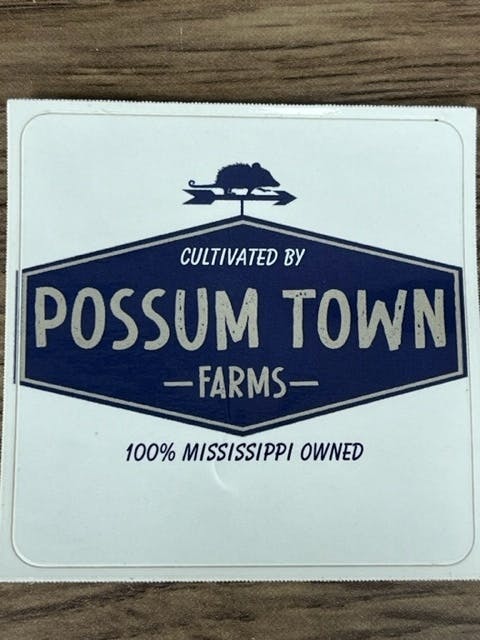 CULTIVATED BY
POSSUM TOWN
—FARMS—
100% MISSISSIPPI OWNED